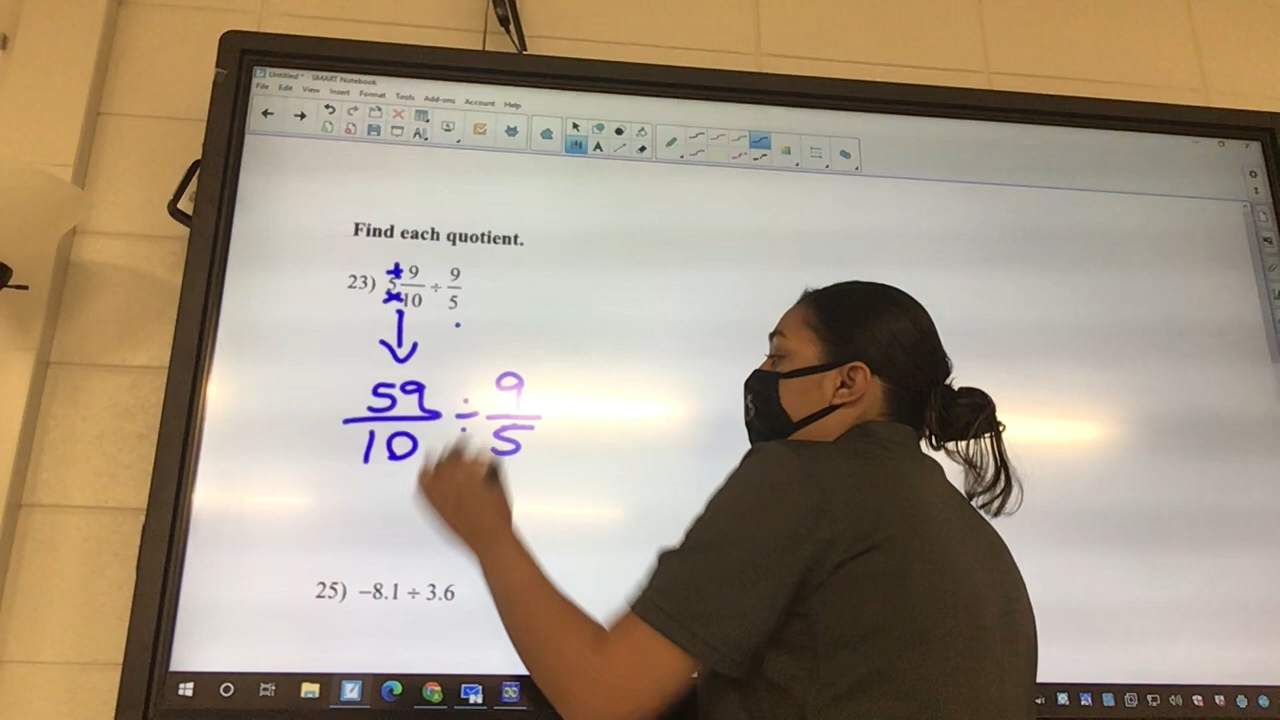 Untitled * - SMART Notebook
File Edit View Insert Format Tools Add-ons Account Help
Find each quotient.
23) 5 9/10 ÷ 9/5
+
×
59/10 ÷ 9/5
25) −8.1 ÷ 3.6